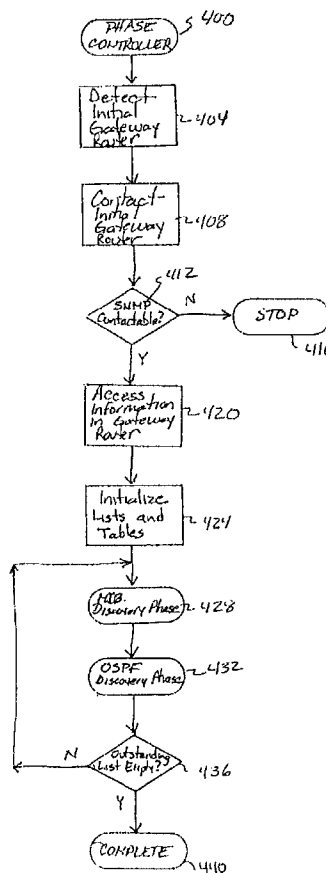 PHASE
CONTROLLER
400
Detect
Initial
Gateway
Router
404
Contact
Initial
Gateway
Router
408
412
SNMP
Contactable?
N
STOP
416
Y
Access
Information
in Gateway
Router
420
Initialize
Lists and
Tables
424
MIB
Discovery Phase
428
OSPF
Discovery Phase
432
Outstanding
List Empty?
N
436
Y
COMPLETE
440